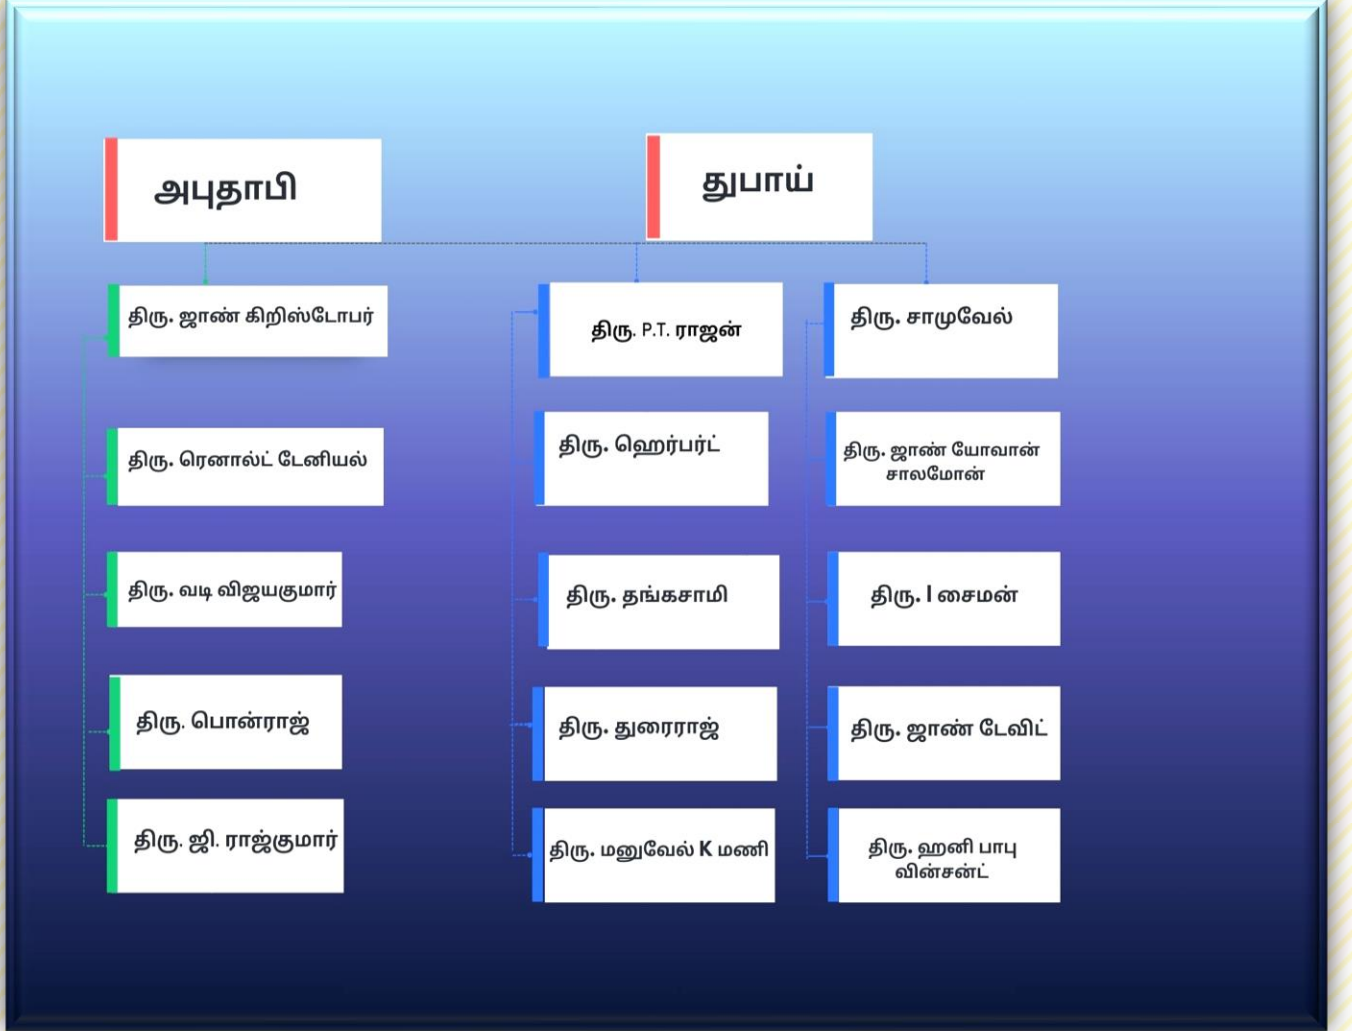 அபுதாபி
திரு. ஜாண் கிறிஸ்டோபர்
திரு. ரெனால்ட் டேனியல்
திரு. வடி விஜயகுமார்
திரு. பொன்ராஜ்
திரு. ஜி. ராஜ்குமார்
துபாய்
திரு. P.T. ராஜன்
திரு. ஹெர்பர்ட்
திரு. தங்கசாமி
திரு. துரைராஜ்
திரு. மனுவேல் K மணி
திரு. சாமுவேல்
திரு. ஜாண் யோவான்
சாலமோன்
திரு. I சைமன்
திரு. ஜாண் டேவிட்
திரு. ஹனி பாபு
வின்சன்ட்